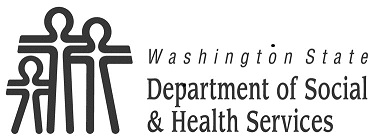 Washington State
Department of Social
& Health Services